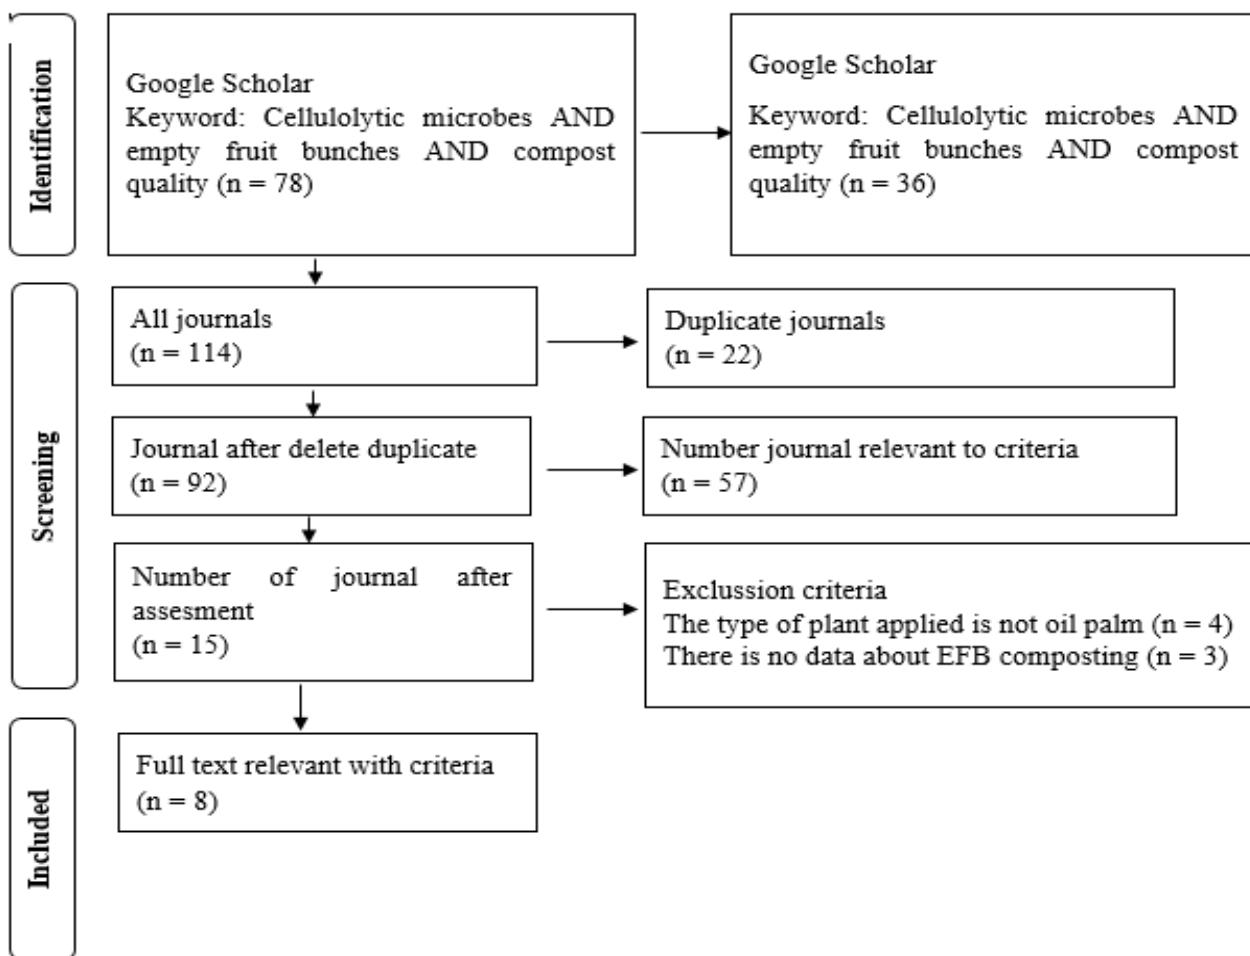 Identification
Google Scholar
Keyword: Cellulolytic microbes AND
empty fruit bunches AND compost
quality (n = 78)
Google Scholar
Keyword: Cellulolytic microbes AND
empty fruit bunches AND compost
quality (n = 36)
Screening
All journals
(n = 114)
Duplicate journals
(n = 22)
Journal after delete duplicate
(n = 92)
Number journal relevant to criteria
(n = 57)
Number of journal after
assesment
(n = 15)
Exclussion criteria
The type of plant applied is not oil palm (n = 4)
There is no data about EFB composting (n = 3)
Included
Full text relevant with criteria
(n = 8)